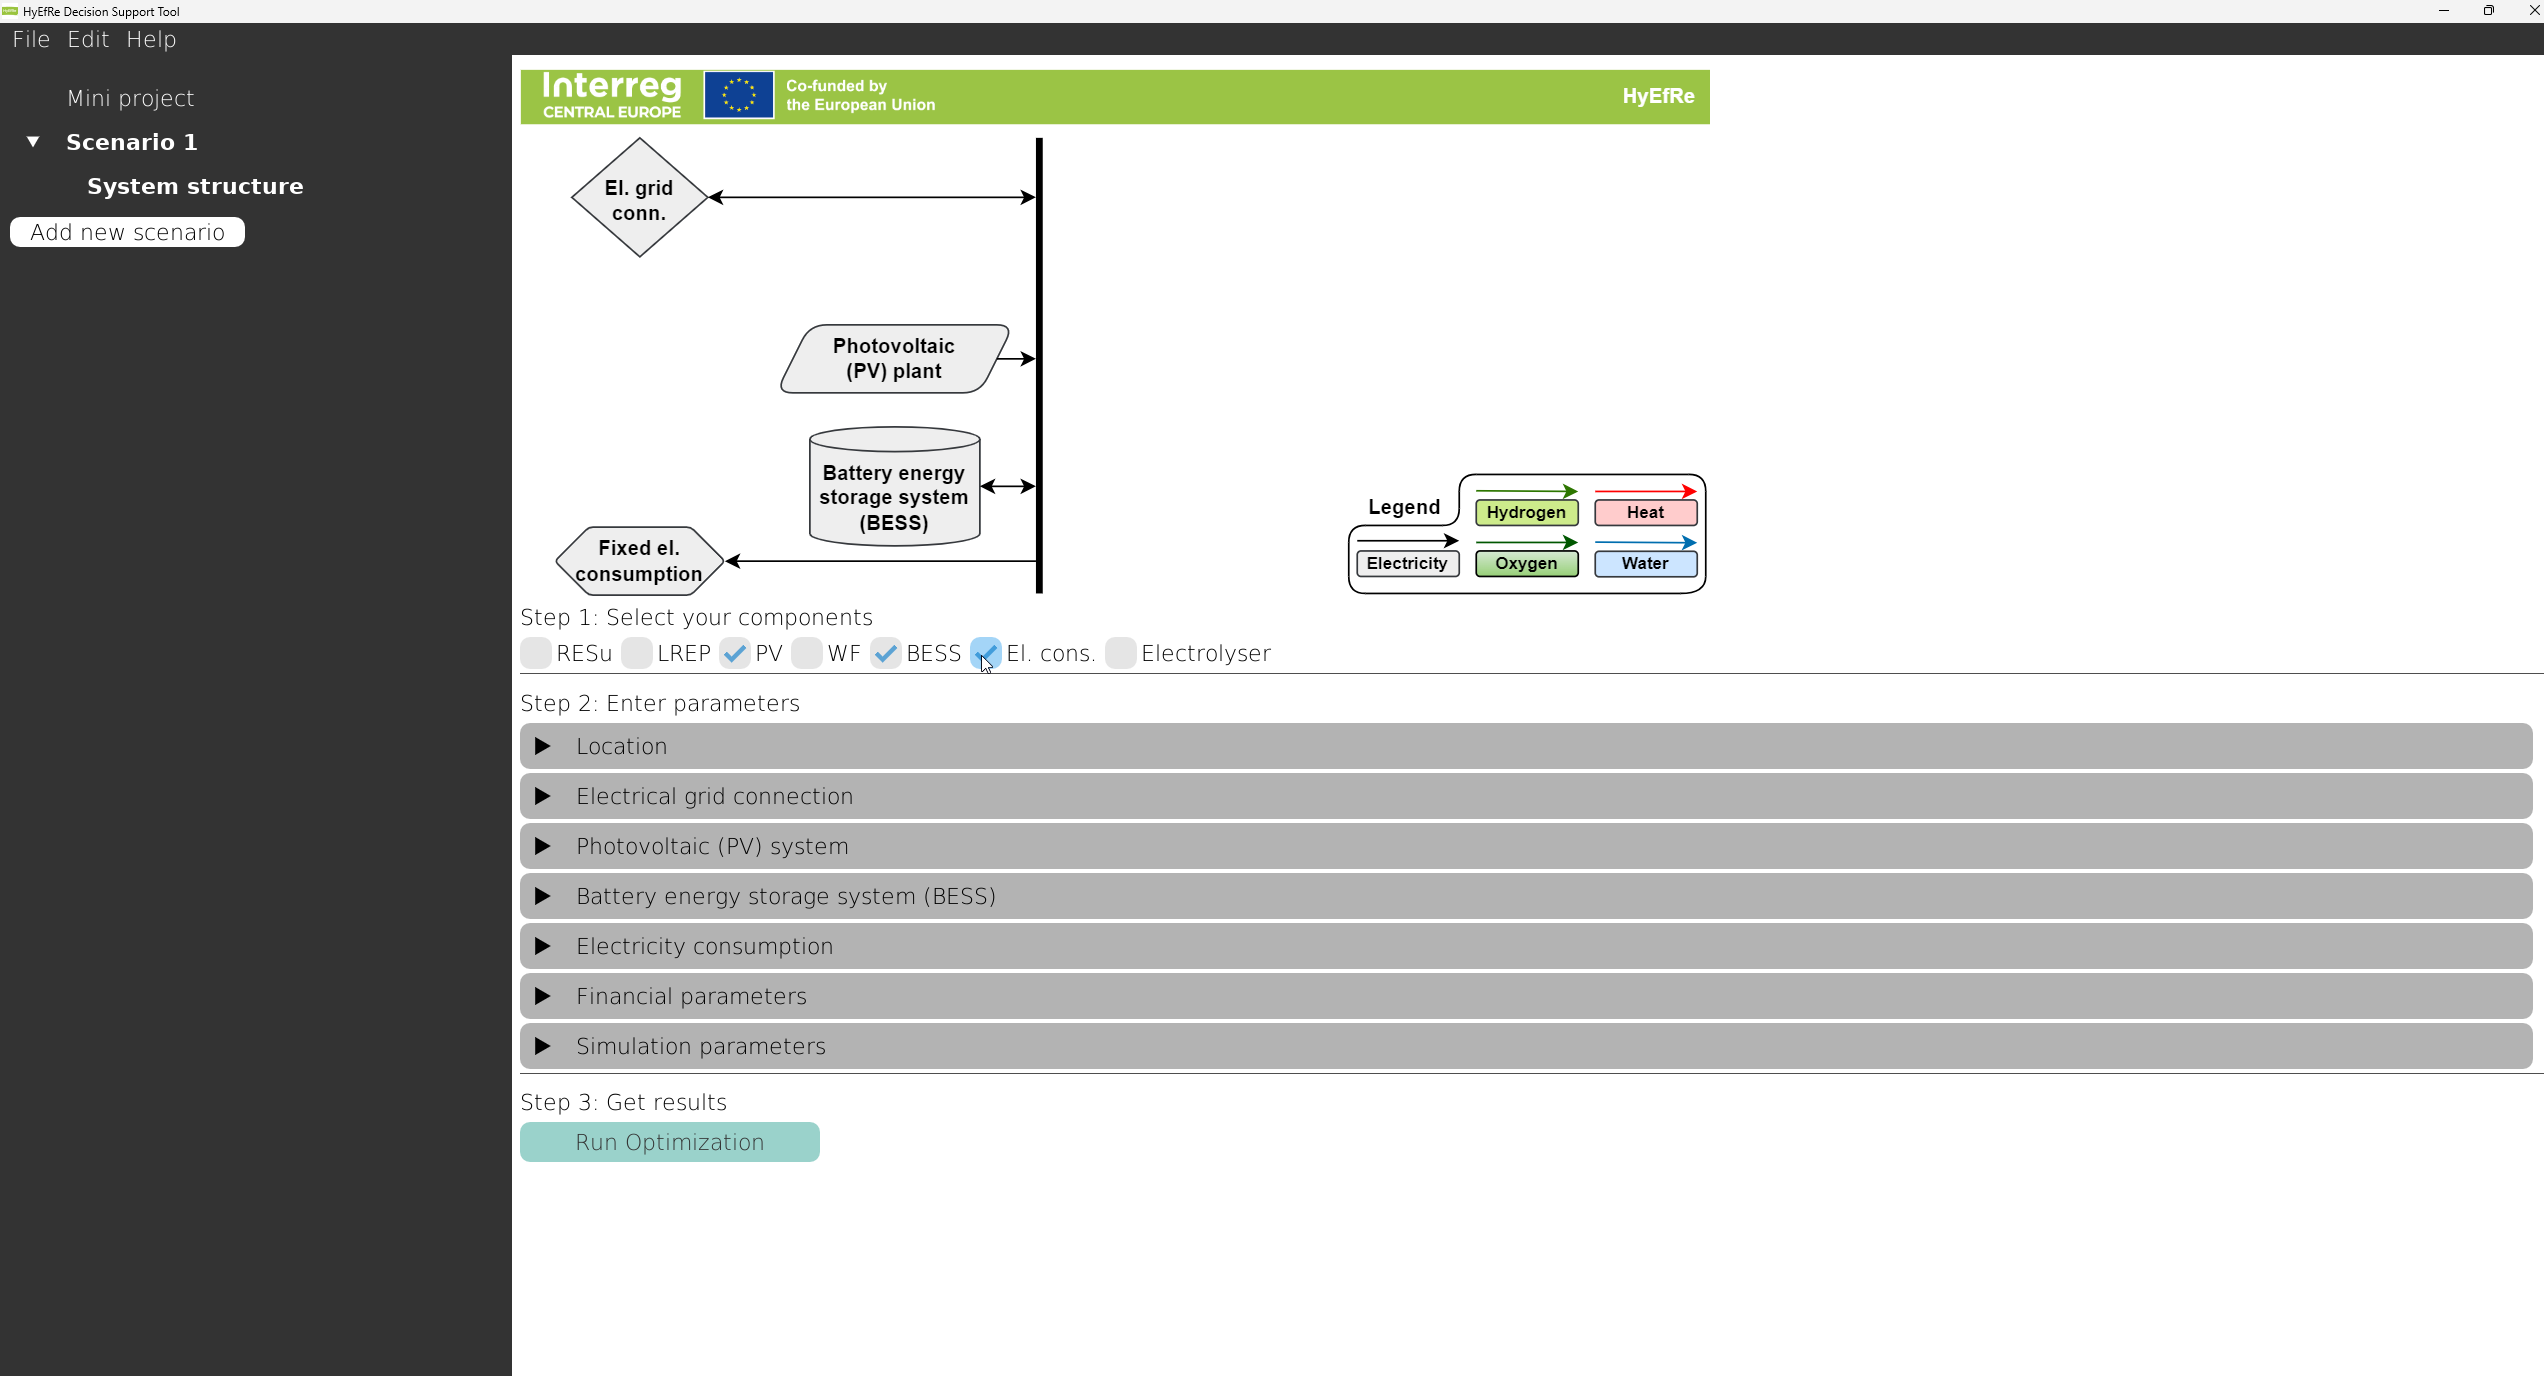 HyEfRe Decision Support Tool
File Edit Help
Mini project
Scenario 1
System structure
Add new scenario
Interreg
CENTRAL EUROPE
Co-funded by
the European Union
HyEfRe
El. grid
conn.
Photovoltaic
(PV) plant
Battery energy
storage system
(BESS)
Fixed el.
consumption
Legend
Hydrogen
Heat
Electricity
Oxygen
Water
Step 1: Select your components
RESu LREP PV WF BESS El. cons. Electrolyser
Step 2: Enter parameters
Location
Electrical grid connection
Photovoltaic (PV) system
Battery energy storage system (BESS)
Electricity consumption
Financial parameters
Simulation parameters
Step 3: Get results
Run Optimization